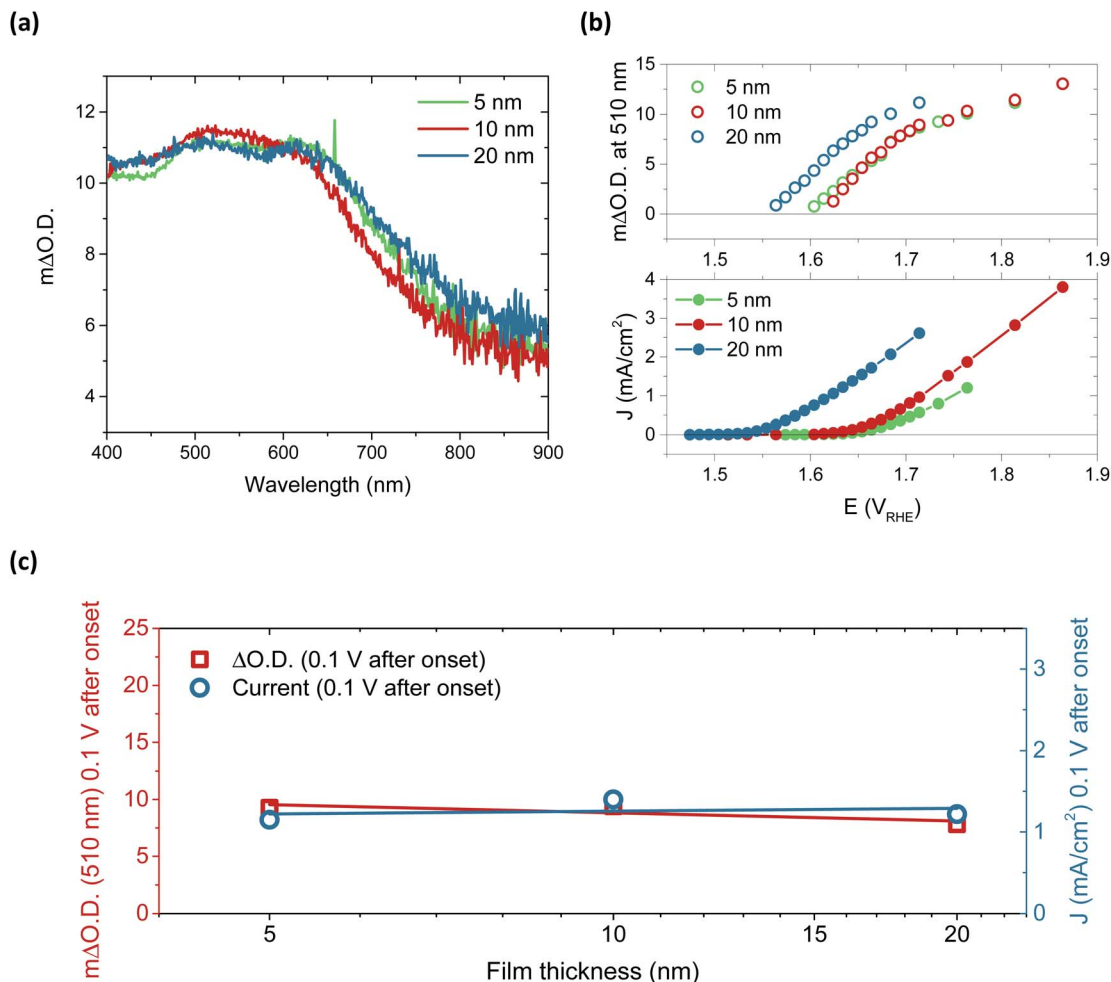 (a)
12
10
8
6
4
m∆O.D.
400
500
600
700
800
900
Wavelength (nm)
5 nm
10 nm
20 nm
(b)
15
10
5
0
m∆O.D. at 510 nm
5 nm
10 nm
20 nm
1.5
1.6
1.7
1.8
1.9
4
3
2
1
0
J (mA/cm²)
5 nm
10 nm
20 nm
1.5
1.6
1.7
1.8
1.9
E (V_RHE)
(c)
m∆O.D. (510 nm) 0.1 V after onset
25
20
15
10
5
0
∆O.D. (0.1 V after onset)
Current (0.1 V after onset)
3
2
1
0
J (mA/cm²) 0.1 V after onset
5
10
15
20
Film thickness (nm)